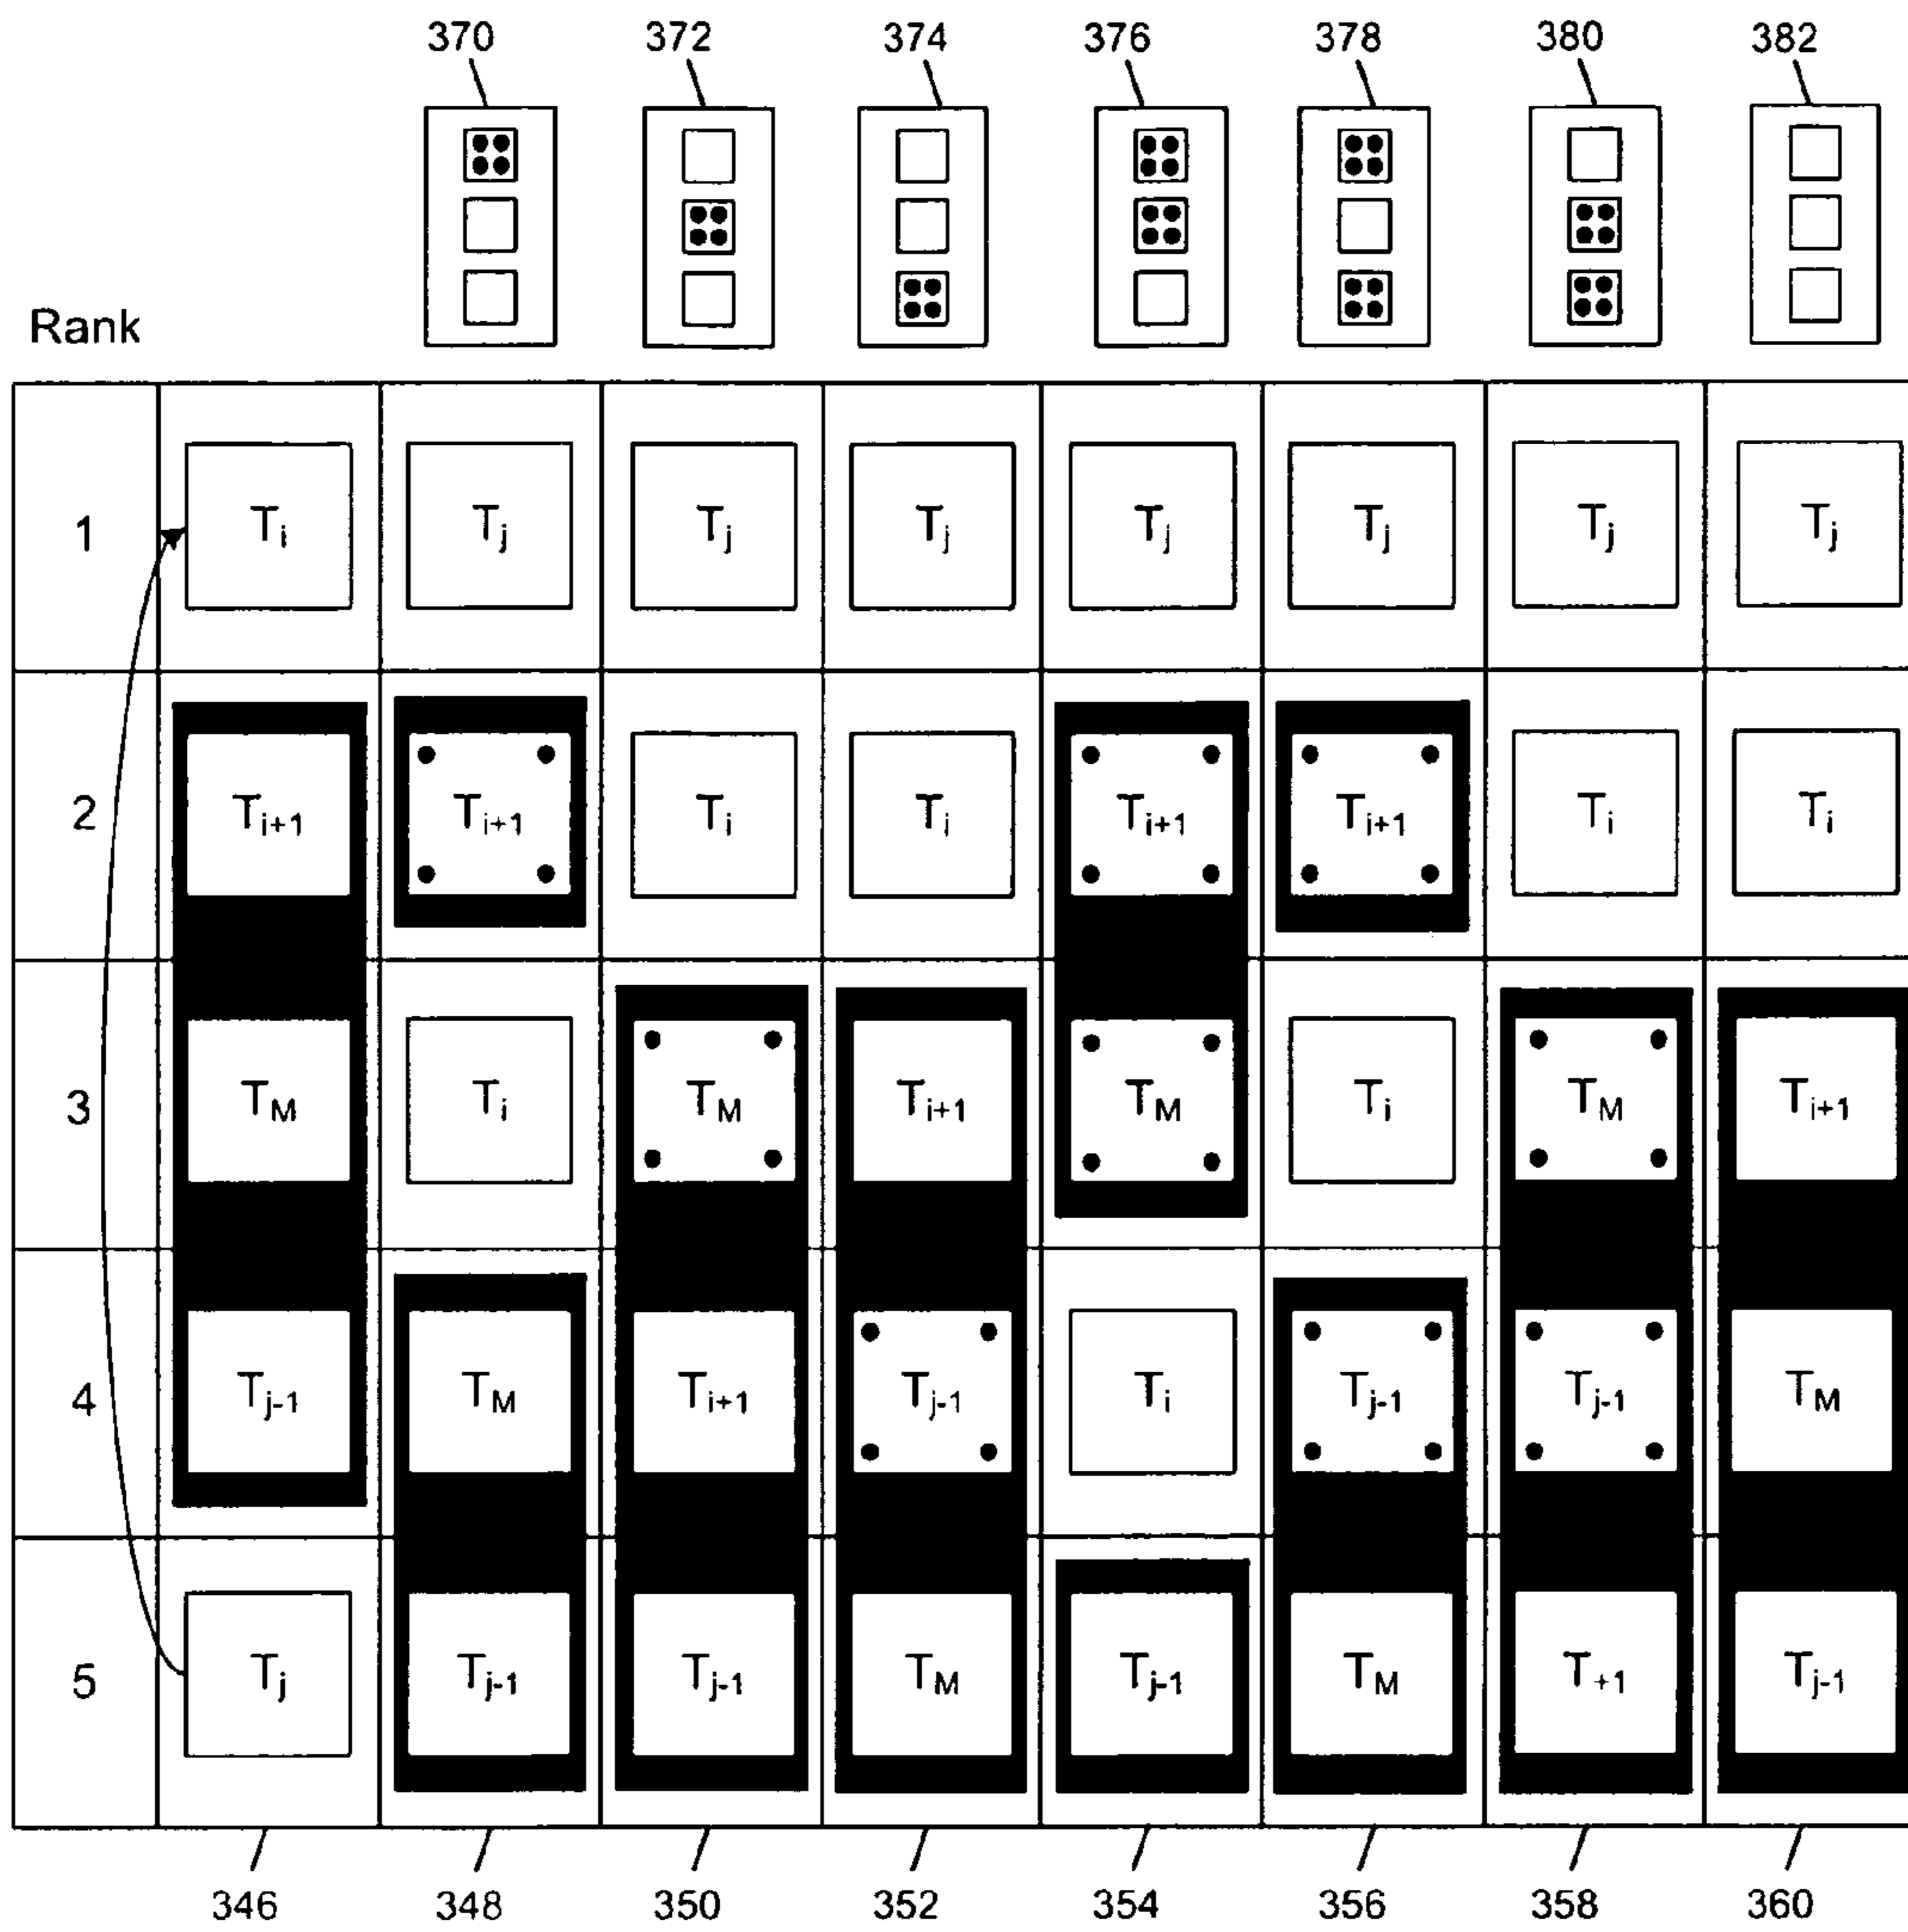 370 372 374 376 378 380 382
Rank
1 Ti Tj Tj Tj Tj Tj Tj Tj
2 Ti+1 Ti+1 Ti Ti Ti+1 Ti+1 Ti Ti
3 TM Ti TM Ti+1 TM Ti TM Ti+1
4 Tj-1 TM Ti+1 Tj-1 Ti Tj-1 Tj-1 TM
5 Tj Tj-1 Tj-1 TM Tj-1 TM T+1 Tj-1
346 348 350 352 354 356 358 360